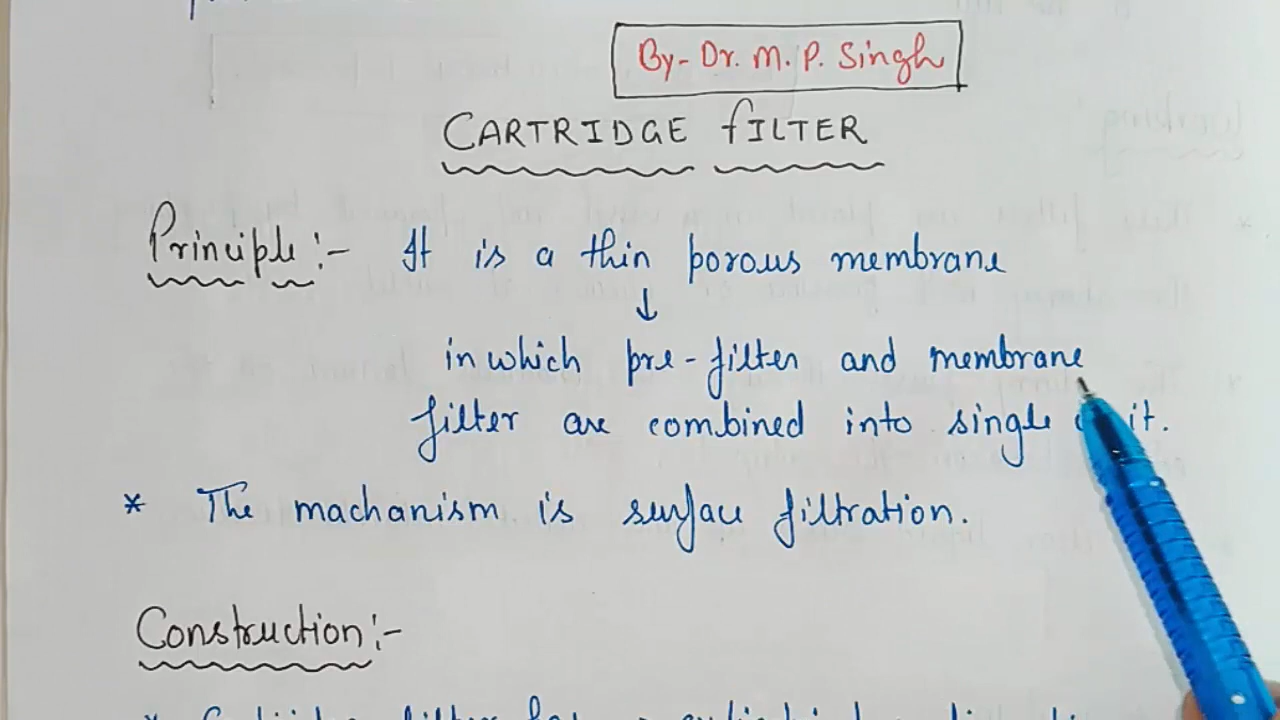 By- Dr. M. P. Singh
CARTRIDGE FILTER
Principle :- It is a thin porous membrane
↓
in which pre-filter and membrane
filter are combined into single
* The machanism is surface filtration.
Construction :-